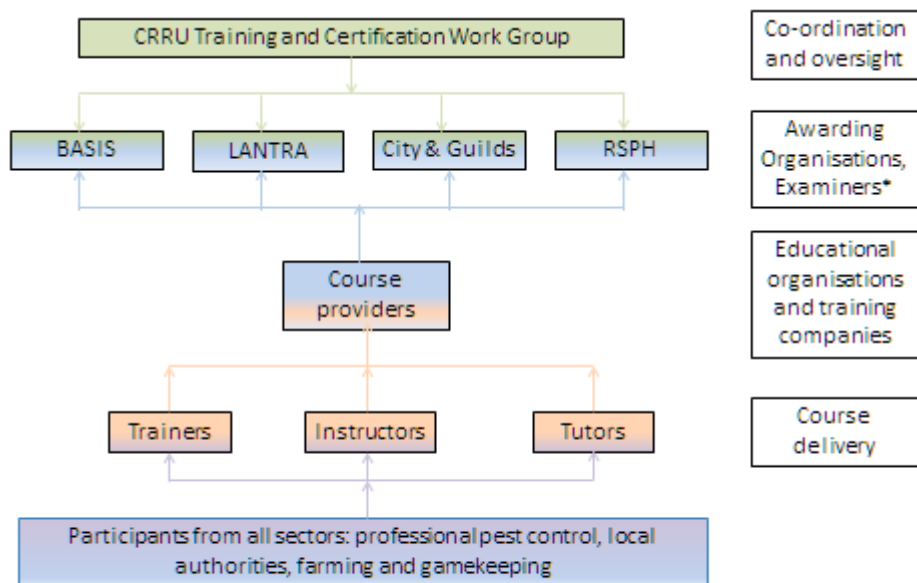 CRRU Training and Certification Work Group
Co-ordination
and oversight
BASIS
LANTRA
City & Guilds
RSPH
Awarding
Organisations,
Examiners*
Course
providers
Educational
organisations
and training
companies
Trainers
Instructors
Tutors
Course
delivery
Participants from all sectors: professional pest control, local
authorities, farming and gamekeeping